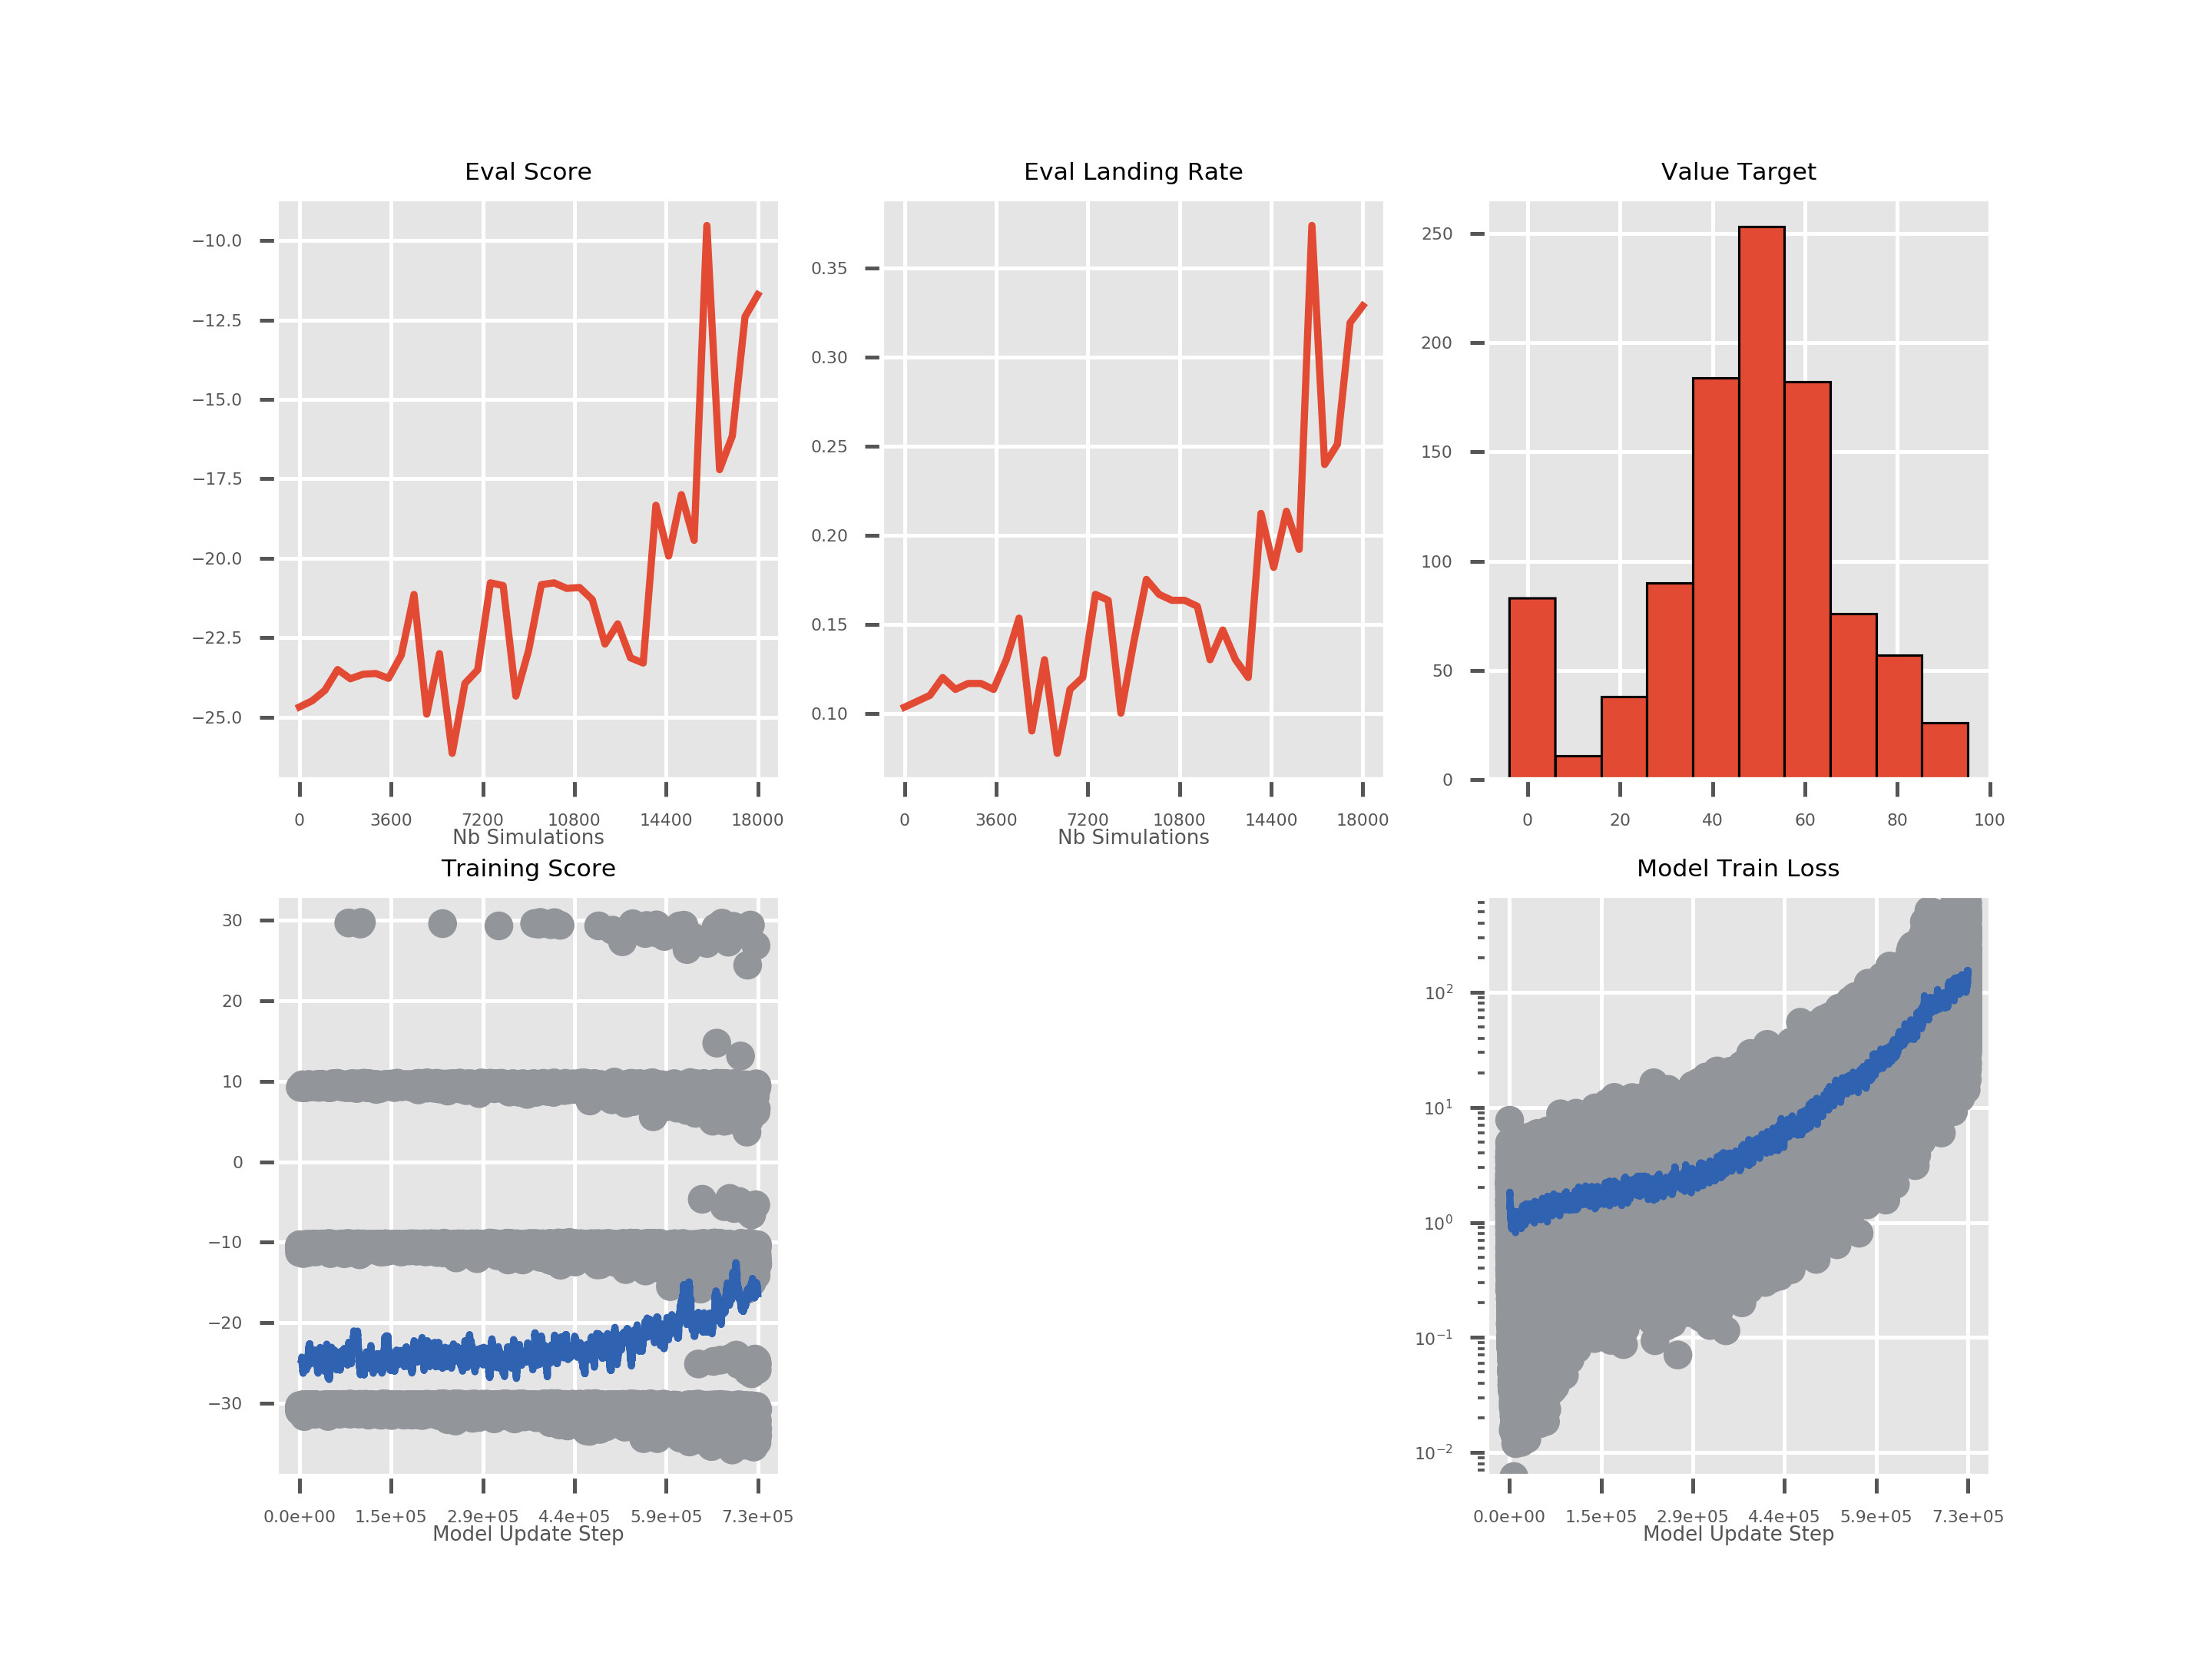 Eval Score
−10.0
−12.5
−15.0
−17.5
−20.0
−22.5
−25.0
0 3600 7200 10800 14400 18000
Nb Simulations
Eval Landing Rate
0.35
0.30
0.25
0.20
0.15
0.10
0 3600 7200 10800 14400 18000
Nb Simulations
Value Target
250
200
150
100
50
0
0 20 40 60 80 100
Training Score
30
20
10
0
−10
−20
−30
0.0e+00 1.5e+05 2.9e+05 4.4e+05 5.9e+05 7.3e+05
Model Update Step
Model Train Loss
10²
10¹
10⁰
10⁻¹
10⁻²
0.0e+00 1.5e+05 2.9e+05 4.4e+05 5.9e+05 7.3e+05
Model Update Step